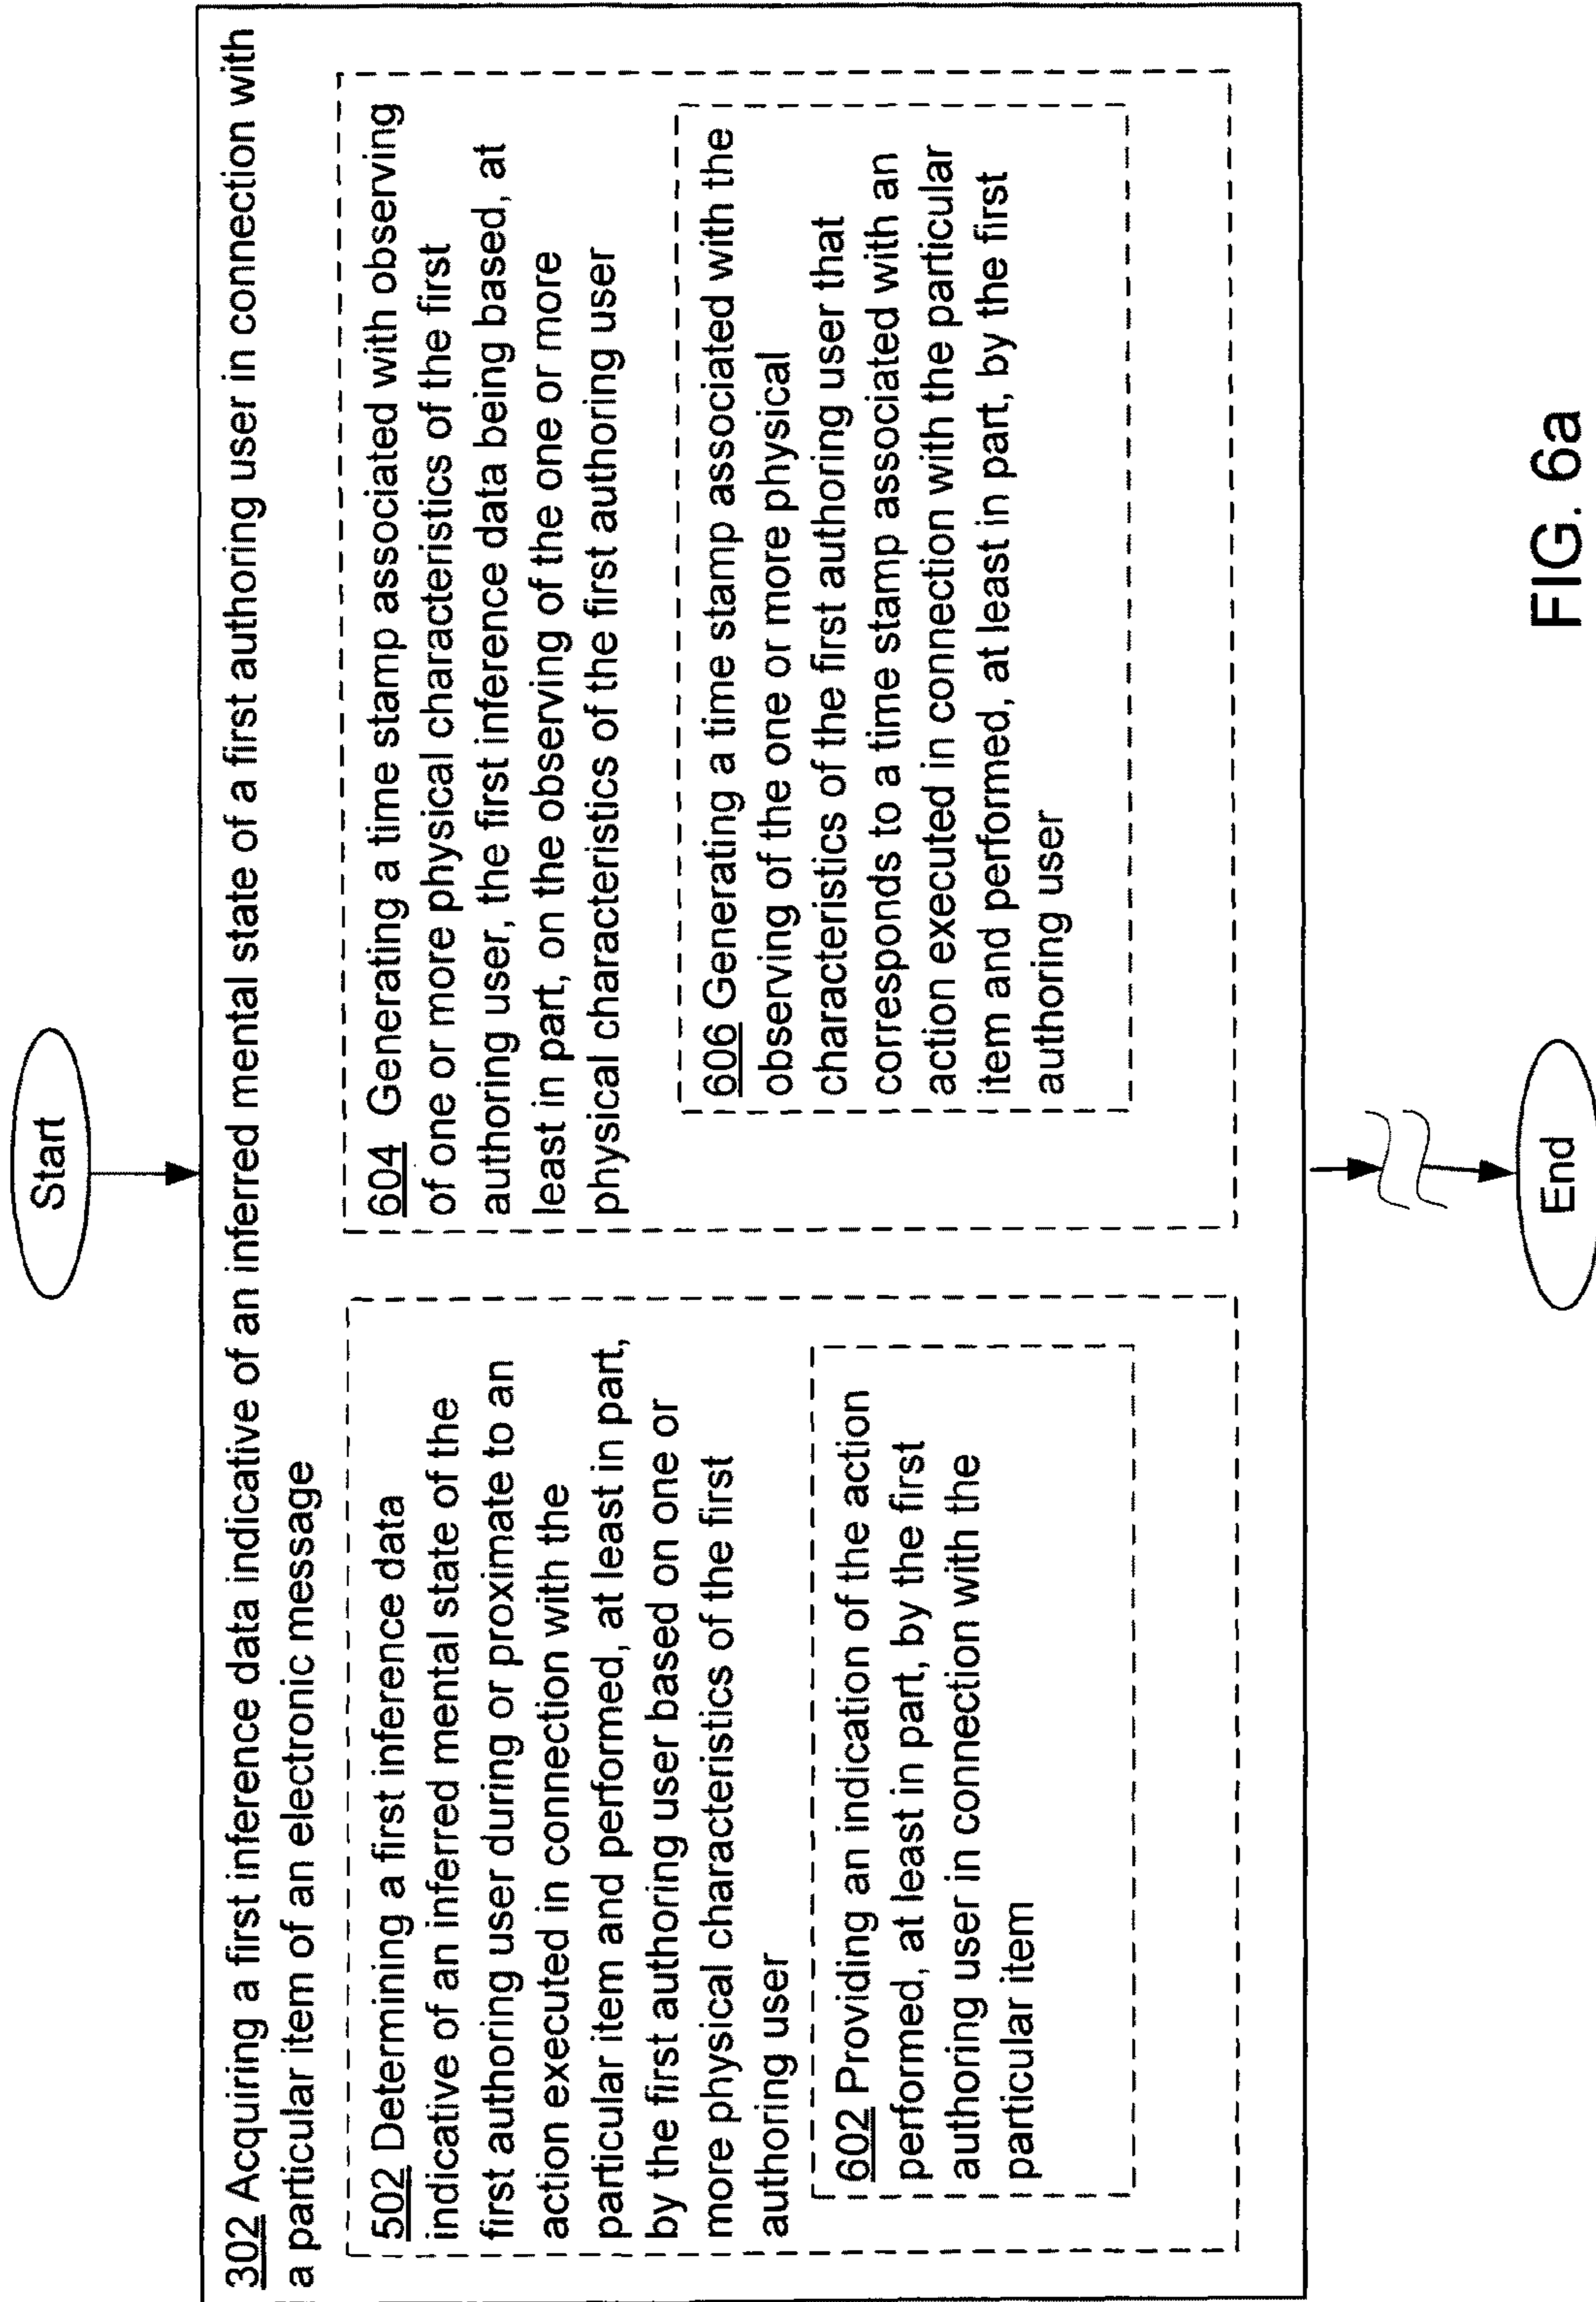 Start
302 Acquiring a first inference data indicative of an inferred mental state of a first authoring user in connection with
a particular item of an electronic message
502 Determining a first inference data
indicative of an inferred mental state of the
first authoring user during or proximate to an
action executed in connection with the
particular item and performed, at least in part,
by the first authoring user based on one or
more physical characteristics of the first
authoring user
602 Providing an indication of the action
performed, at least in part, by the first
authoring user in connection with the
particular item
604 Generating a time stamp associated with observing
of one or more physical characteristics of the first
authoring user, the first inference data being based, at
least in part, on the observing of the one or more
physical characteristics of the first authoring user
606 Generating a time stamp associated with the
observing of the one or more physical
characteristics of the first authoring user that
corresponds to a time stamp associated with an
action executed in connection with the particular
item and performed, at least in part, by the first
authoring user
End
FIG. 6a